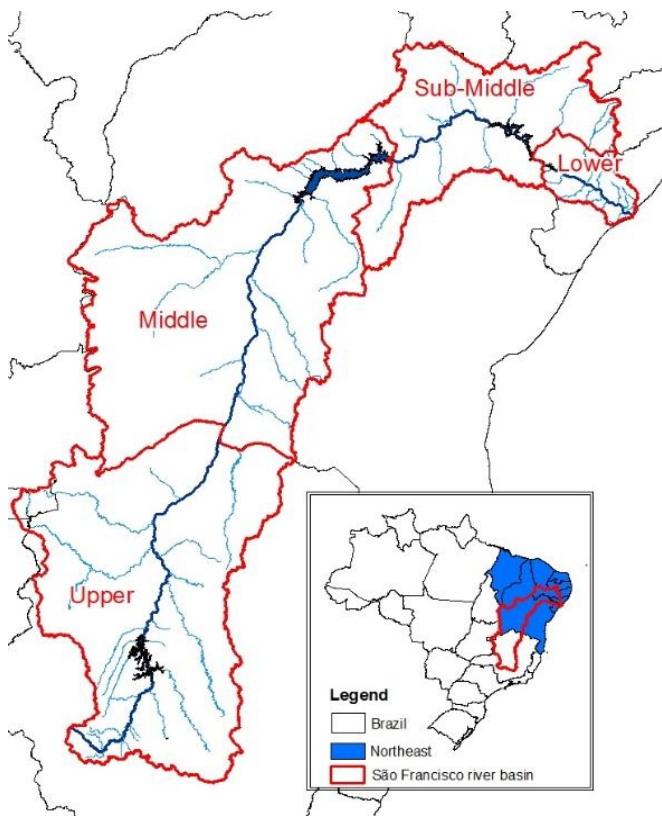 Sub-Middle
Lower
Middle
Upper
Legend
Brazil
Northeast
São Francisco river basin